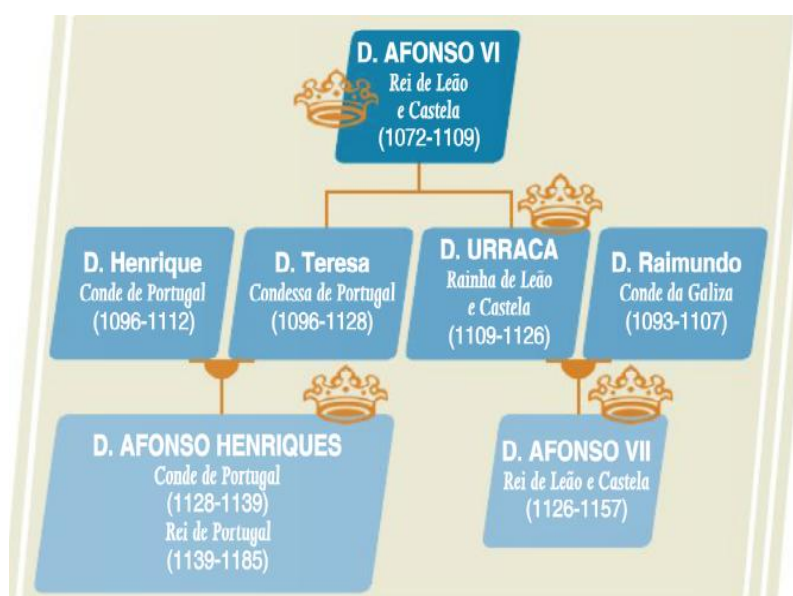 D. AFONSO VI
Rei de Leão
e Castela
(1072-1109)
D. Henrique
Conde de Portugal
(1096-1112)
D. Teresa
Condessa de Portugal
(1096-1128)
D. URRACA
Rainha de Leão
e Castela
(1109-1126)
D. Raimundo
Conde da Galiza
(1093-1107)
D. AFONSO HENRIQUES
Conde de Portugal
(1128-1139)
Rei de Portugal
(1139-1185)
D. AFONSO VII
Rei de Leão e Castela
(1126-1157)